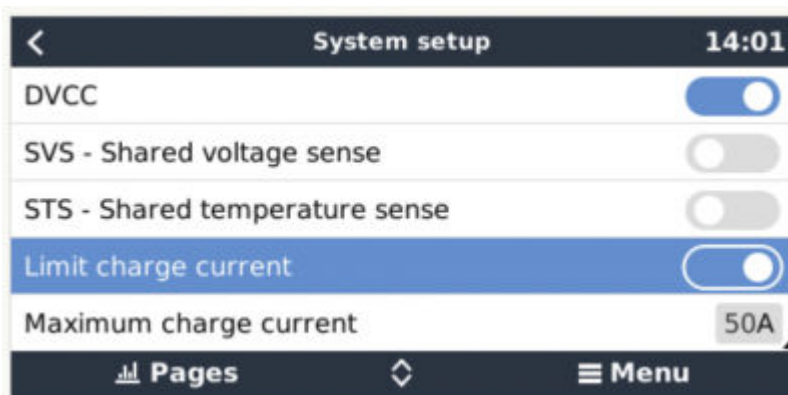 System setup 14:01
DVCC
SVS - Shared voltage sense
STS - Shared temperature sense
Limit charge current
Maximum charge current 50A
Pages Menu